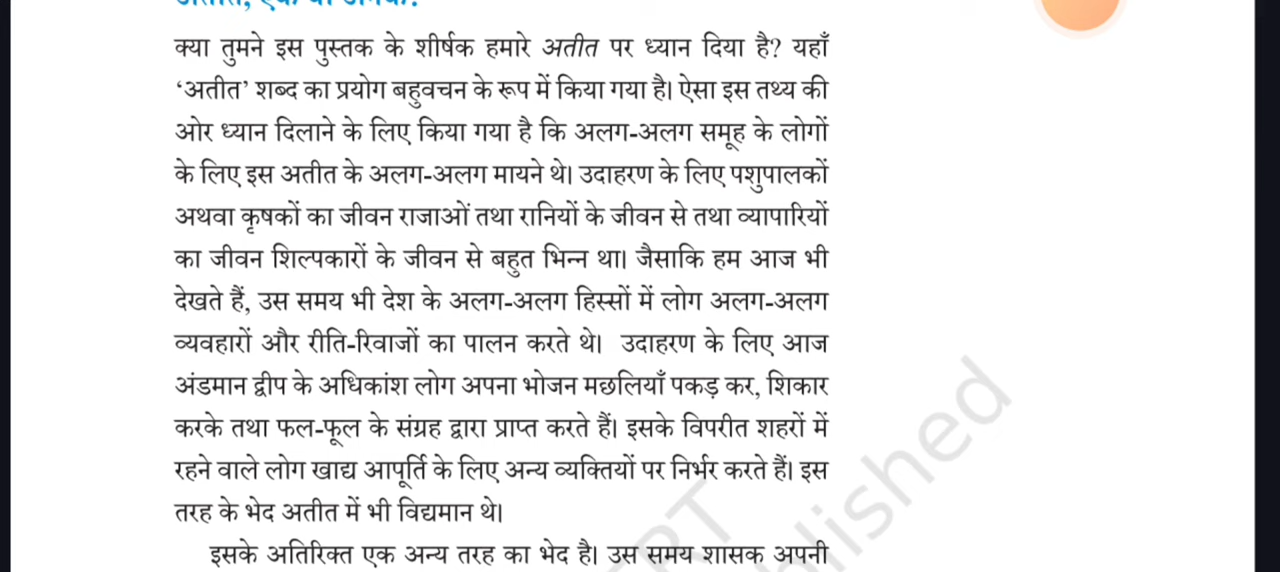 क्या तुमने इस पुस्तक के शीर्षक हमारे अतीत पर ध्यान दिया है? यहाँ
‘अतीत’ शब्द का प्रयोग बहुवचन के रूप में किया गया है। ऐसा इस तथ्य की
ओर ध्यान दिलाने के लिए किया गया है कि अलग-अलग समूह के लोगों
के लिए इस अतीत के अलग-अलग मायने थे। उदाहरण के लिए पशुपालकों
अथवा कृषकों का जीवन राजाओं तथा रानियों के जीवन से तथा व्यापारियों
का जीवन शिल्पकारों के जीवन से बहुत भिन्न था। जैसाकि हम आज भी
देखते हैं, उस समय भी देश के अलग-अलग हिस्सों में लोग अलग-अलग
व्यवहारों और रीति-रिवाजों का पालन करते थे। उदाहरण के लिए आज
अंडमान द्वीप के अधिकांश लोग अपना भोजन मछलियाँ पकड़ कर, शिकार
करके तथा फल-फूल के संग्रह द्वारा प्राप्त करते हैं। इसके विपरीत शहरों में
रहने वाले लोग खाद्य आपूर्ति के लिए अन्य व्यक्तियों पर निर्भर करते हैं। इस
तरह के भेद अतीत में भी विद्यमान थे।
इसके अतिरिक्त एक अन्य तरह का भेद है। उस समय शासक अपनी